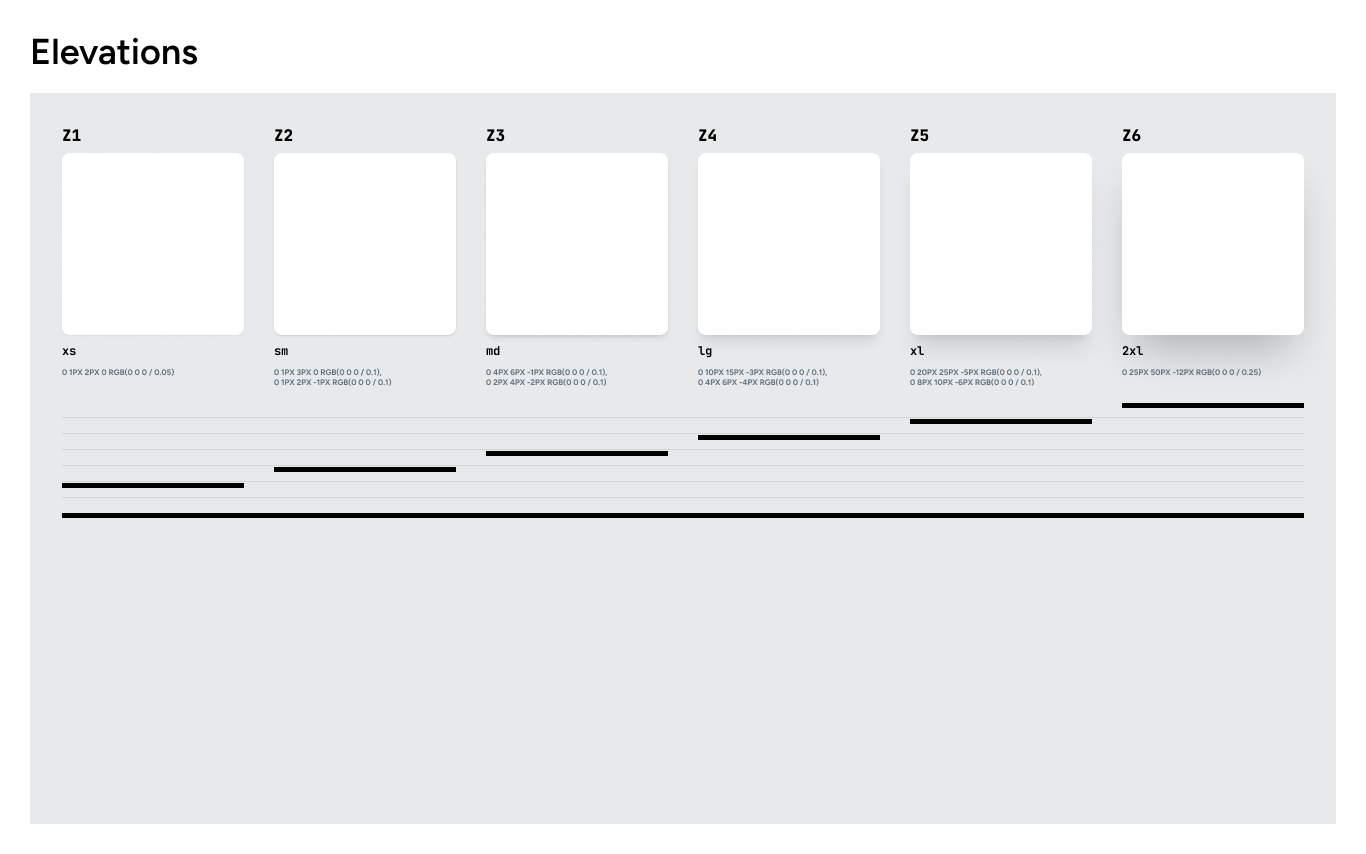 Elevations
Z1
Z2
Z3
Z4
Z5
Z6
xs
0 1PX 2PX 0 RGB(0 0 0 / 0.05)
sm
0 1PX 3PX 0 RGB(0 0 0 / 0.1),
0 1PX 2PX -1PX RGB(0 0 0 / 0.1)
md
0 4PX 6PX -1PX RGB(0 0 0 / 0.1),
0 2PX 4PX -2PX RGB(0 0 0 / 0.1)
lg
0 10PX 15PX -3PX RGB(0 0 0 / 0.1),
0 4PX 6PX -4PX RGB(0 0 0 / 0.1)
xl
0 20PX 25PX -5PX RGB(0 0 0 / 0.1),
0 8PX 10PX -6PX RGB(0 0 0 / 0.1)
2xl
0 25PX 50PX -12PX RGB(0 0 0 / 0.25)